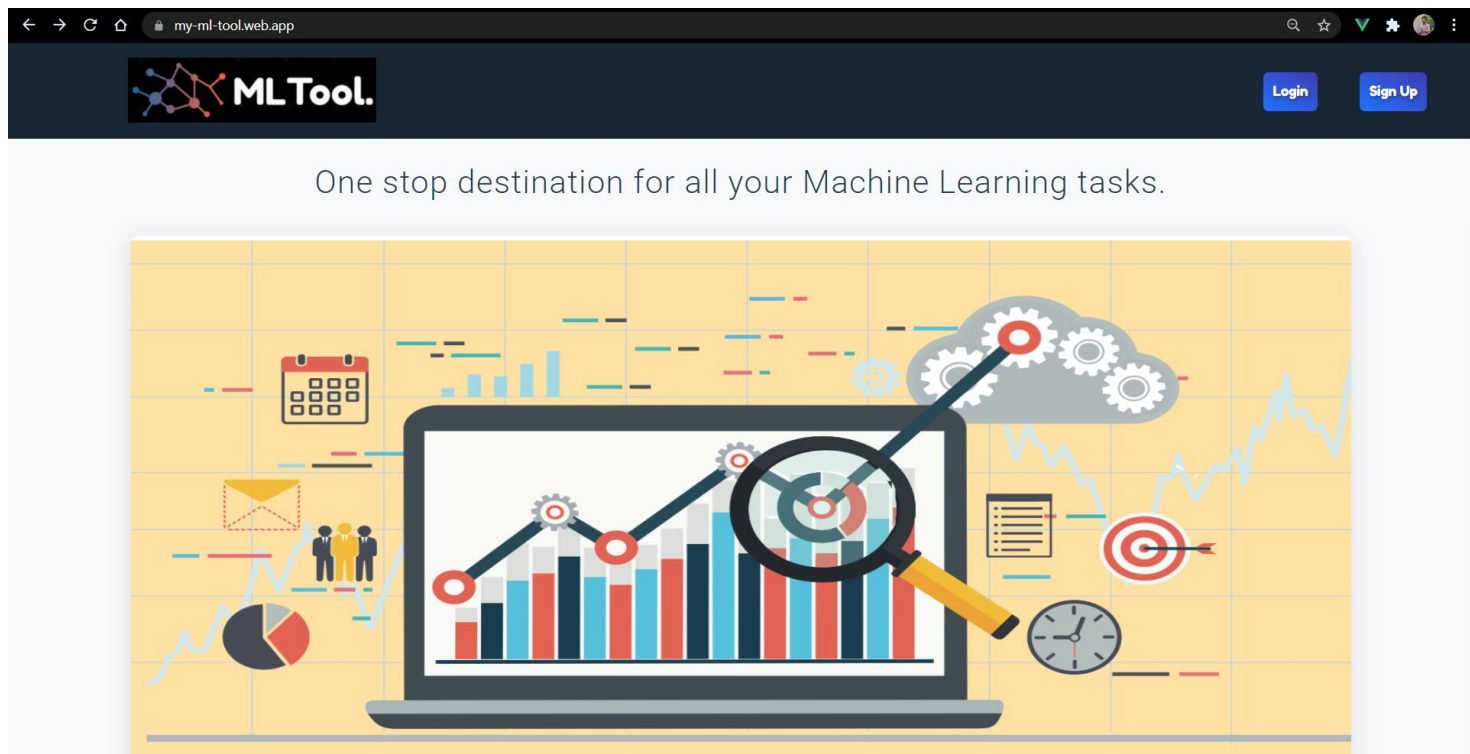 my-ml-tool.web.app
MLTool.
Login
Sign Up
One stop destination for all your Machine Learning tasks.